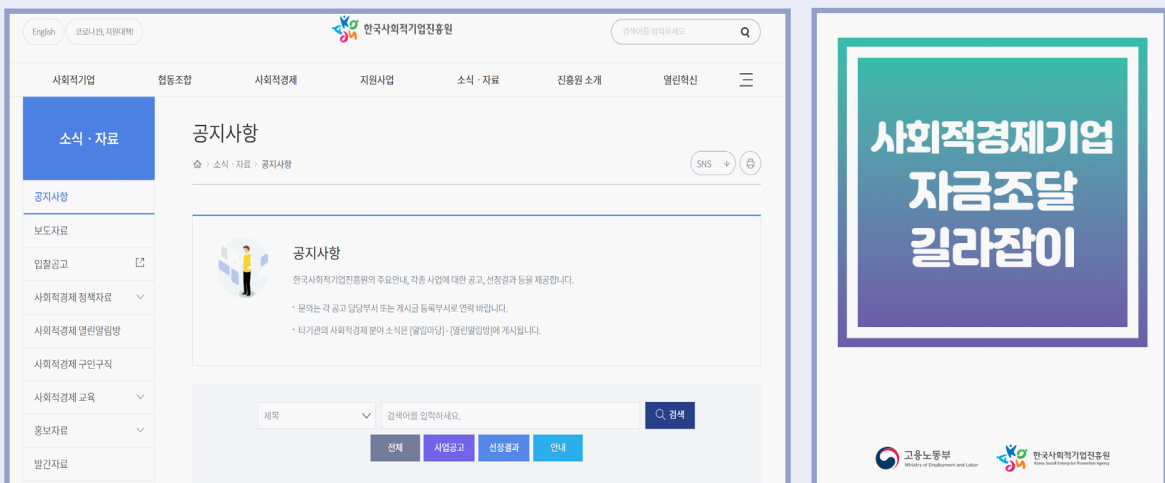 English 코로나19, 지원대책!
한국사회적기업진흥원
검색어를 입력하세요
사회적기업 협동조합 사회적경제 지원사업 소식 · 자료 진흥원 소개 열린혁신
소식 · 자료
공지사항
보도자료
입찰공고
사회적경제 정책자료
사회적경제 열린알림방
사회적경제 구인구직
사회적경제 교육
홍보자료
발간자료
공지사항
소식 · 자료 > 공지사항
SNS
공지사항
한국사회적기업진흥원의 주요안내, 각종 사업에 대한 공고, 선정결과 등을 제공합니다.
· 문의는 각 공고 담당부서 또는 게시글 등록부서로 연락 바랍니다.
· 타기관의 사회적경제 분야 소식은 [알림마당] - [열린알림방]에 게시됩니다.
제목 검색어를 입력하세요. 검색
전체 사업공고 선정결과 안내
사회적경제기업
자금조달
길라잡이
고용노동부
Ministry of Employment and Labor
한국사회적기업진흥원
Korea Social Enterprise Promotion Agency